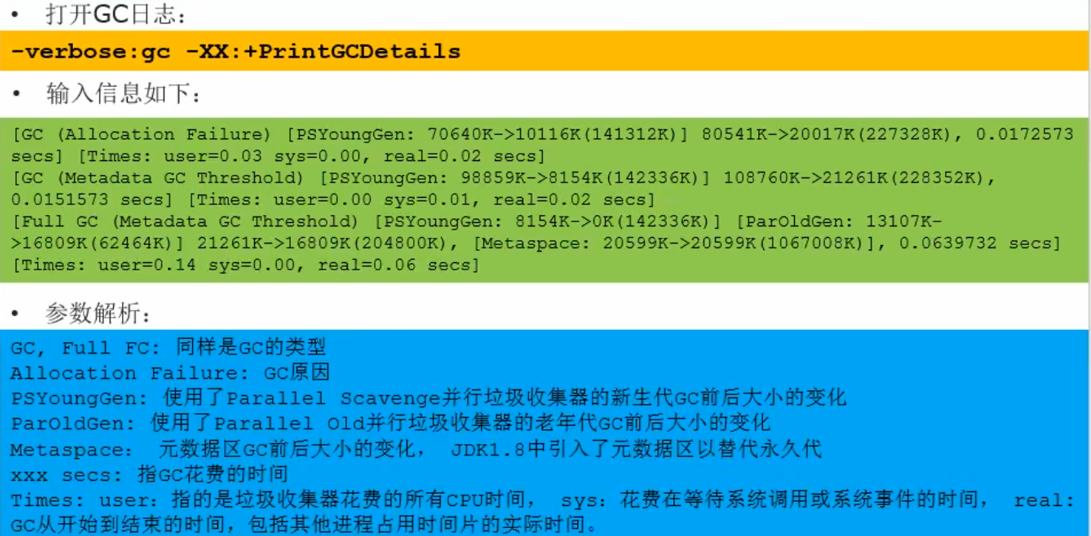 • 打开GC日志：
-verbose:gc -XX:+PrintGCDetails
• 输入信息如下：
[GC (Allocation Failure) [PSYoungGen: 70640K->10116K(141312K)] 80541K->20017K(227328K), 0.0172573
secs] [Times: user=0.03 sys=0.00, real=0.02 secs]
[GC (Metadata GC Threshold) [PSYoungGen: 98859K->8154K(142336K)] 108760K->21261K(228352K),
0.0151573 secs] [Times: user=0.00 sys=0.01, real=0.02 secs]
[Full GC (Metadata GC Threshold) [PSYoungGen: 8154K->0K(142336K)] [ParOldGen: 13107K-
>16809K(62464K)] 21261K->16809K(204800K), [Metaspace: 20599K->20599K(1067008K)], 0.0639732 secs]
[Times: user=0.14 sys=0.00, real=0.06 secs]
• 参数解析：
GC, Full FC: 同样是GC的类型
Allocation Failure: GC原因
PSYoungGen: 使用了Parallel Scavenge并行垃圾收集器的新生代GC前后大小的变化
ParOldGen: 使用了Parallel Old并行垃圾收集器的老年代GC前后大小的变化
Metaspace： 元数据区GC前后大小的变化， JDK1.8中引入了元数据区以替代永久代
xxx secs: 指GC花费的时间
Times: user：指的是垃圾收集器花费的所有CPU时间， sys：花费在等待系统调用或系统事件的时间， real:
GC从开始到结束的时间，包括其他进程占用时间片的实际时间。